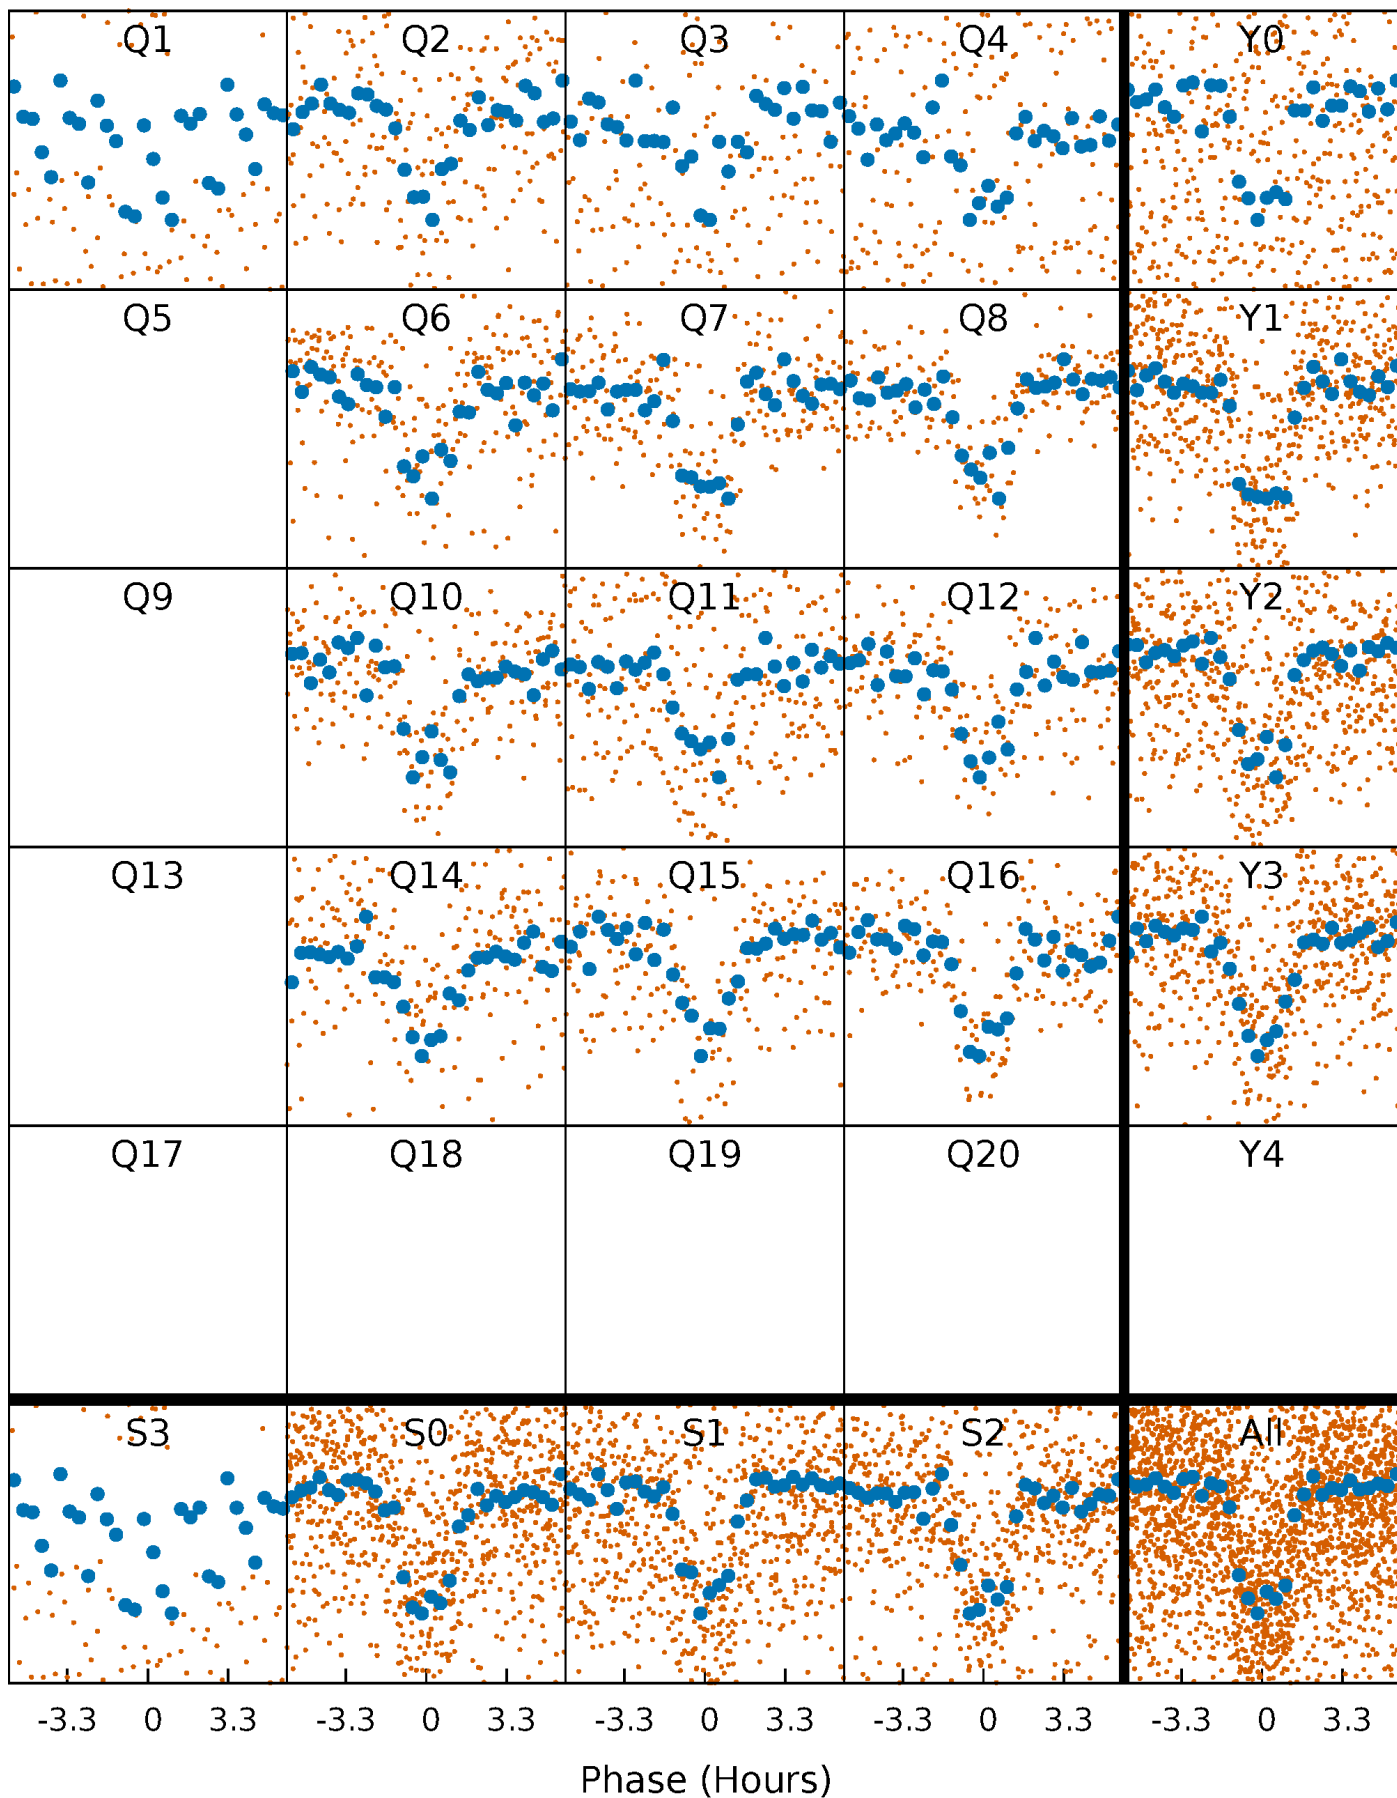 Q1 Q2 Q3 Q4 Y0
Q5 Q6 Q7 Q8 Y1
Q9 Q10 Q11 Q12 Y2
Q13 Q14 Q15 Q16 Y3
Q17 Q18 Q19 Q20 Y4
S3 S0 S1 S2 All
-3.3 0 3.3 -3.3 0 3.3 -3.3 0 3.3 -3.3 0 3.3 -3.3 0 3.3
Phase (Hours)